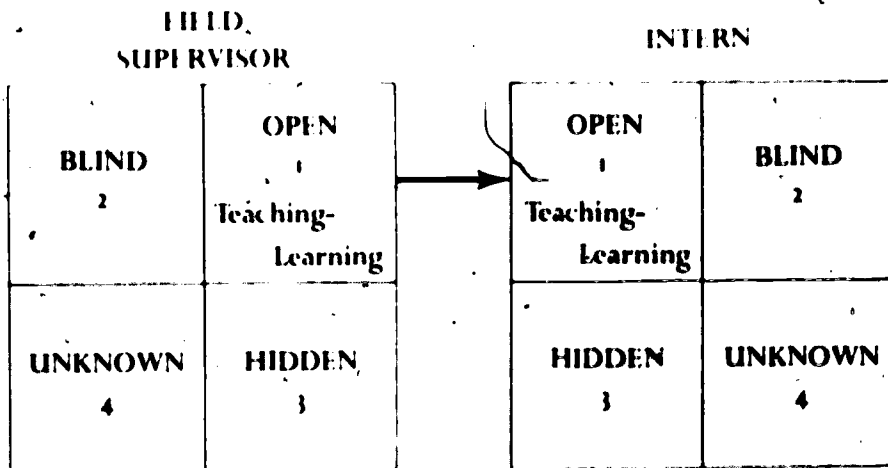 FIELD
SUPERVISOR
INTERN
BLIND
2
OPEN
1
Teaching-
Learning
OPEN
1
Teaching-
Learning
BLIND
2
UNKNOWN
4
HIDDEN
3
HIDDEN
3
UNKNOWN
4